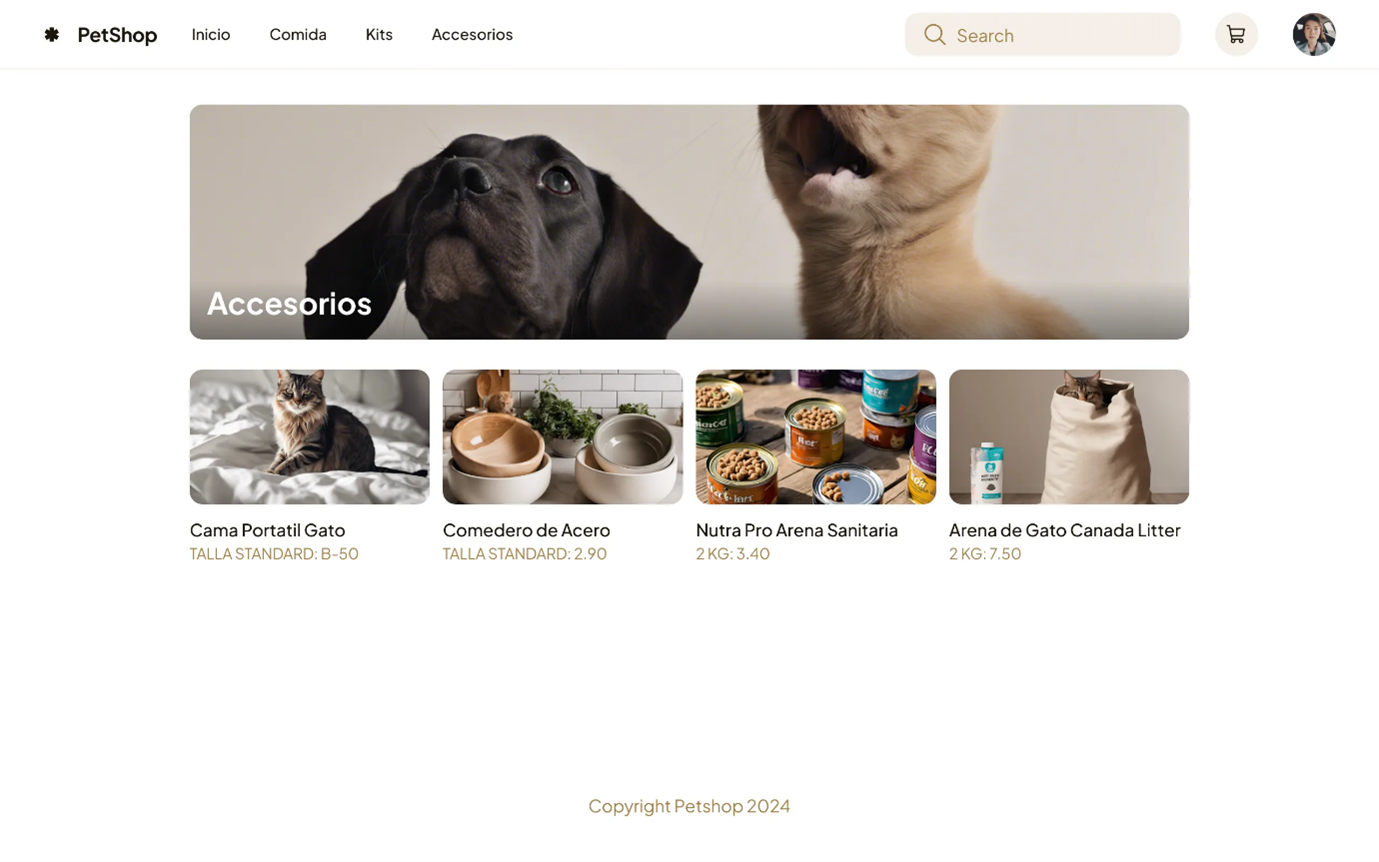 PetShop
Inicio
Comida
Kits
Accesorios
Search
Accesorios
Cama Portatil Gato
TALLA STANDARD: B-50
Comedero de Acero
TALLA STANDARD: 2.90
Nutra Pro Arena Sanitaria
2 KG: 3.40
Arena de Gato Canada Litter
2 KG: 7.50
Copyright Petshop 2024